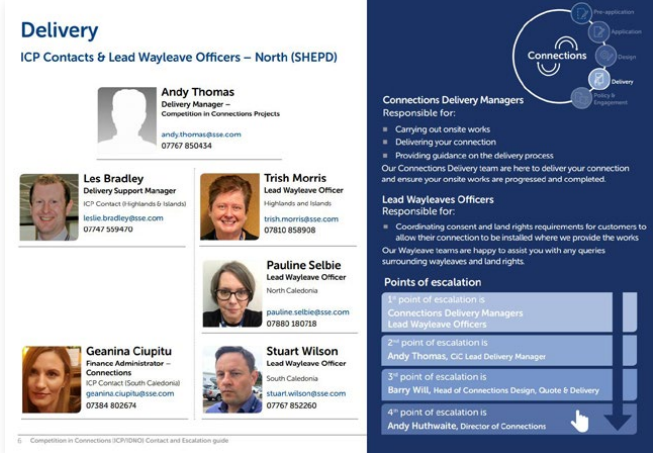 Delivery
ICP Contacts & Lead Wayleave Officers – North (SHEPD)
Andy Thomas
Delivery Manager –
Competition in Connections Projects
andy.thomas@sse.com
07767 850434
Les Bradley
Delivery Support Manager
ICP Contact (Highlands & Islands)
leslie.bradley@sse.com
07747 559470
Trish Morris
Lead Wayleave Officer
Highlands and Islands
trish.morris@sse.com
07810 858908
Pauline Selbie
Lead Wayleave Officer
North Caledonia
pauline.selbie@sse.com
07880 180718
Geanina Ciupitu
Finance Administrator –
Connections
ICP Contact (South Caledonia)
geanina.ciupitu@sse.com
07384 802674
Stuart Wilson
Lead Wayleave Officer
South Caledonia
stuart.wilson@sse.com
07767 852260
6 Competition in Connections (ICP/IDNO) Contact and Escalation guide
Connections
Pre-application
Application
Design
Delivery
Policy &
Engagement
Connections Delivery Managers
Responsible for:
Carrying out onsite works
Delivering your connection
Providing guidance on the delivery process
Our Connections Delivery team are here to deliver your connection
and ensure your onsite works are progressed and completed.
Lead Wayleaves Officers
Responsible for:
Coordinating consent and land rights requirements for customers to
allow their connection to be installed where we provide the works
Our Wayleave teams are happy to assist you with any queries
surrounding wayleaves and land rights.
Points of escalation
1st point of escalation is
Connections Delivery Managers
Lead Wayleave Officers
2nd point of escalation is
Andy Thomas, CiC Lead Delivery Manager
3rd point of escalation is
Barry Will, Head of Connections Design, Quote & Delivery
4th point of escalation is
Andy Huthwaite, Director of Connections